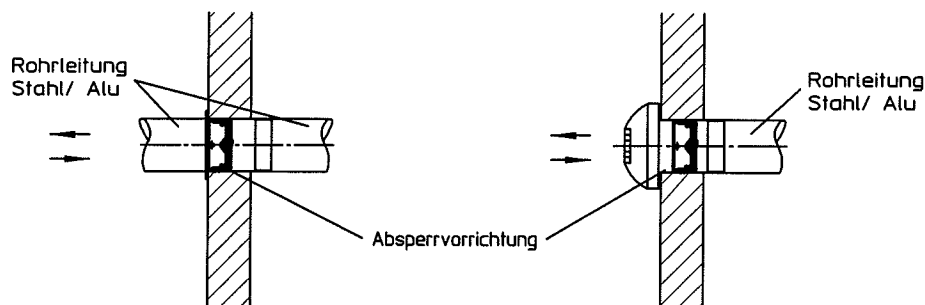 Rohrleitung
Stahl/ Alu
Rohrleitung
Stahl/ Alu
Absperrvorrichtung